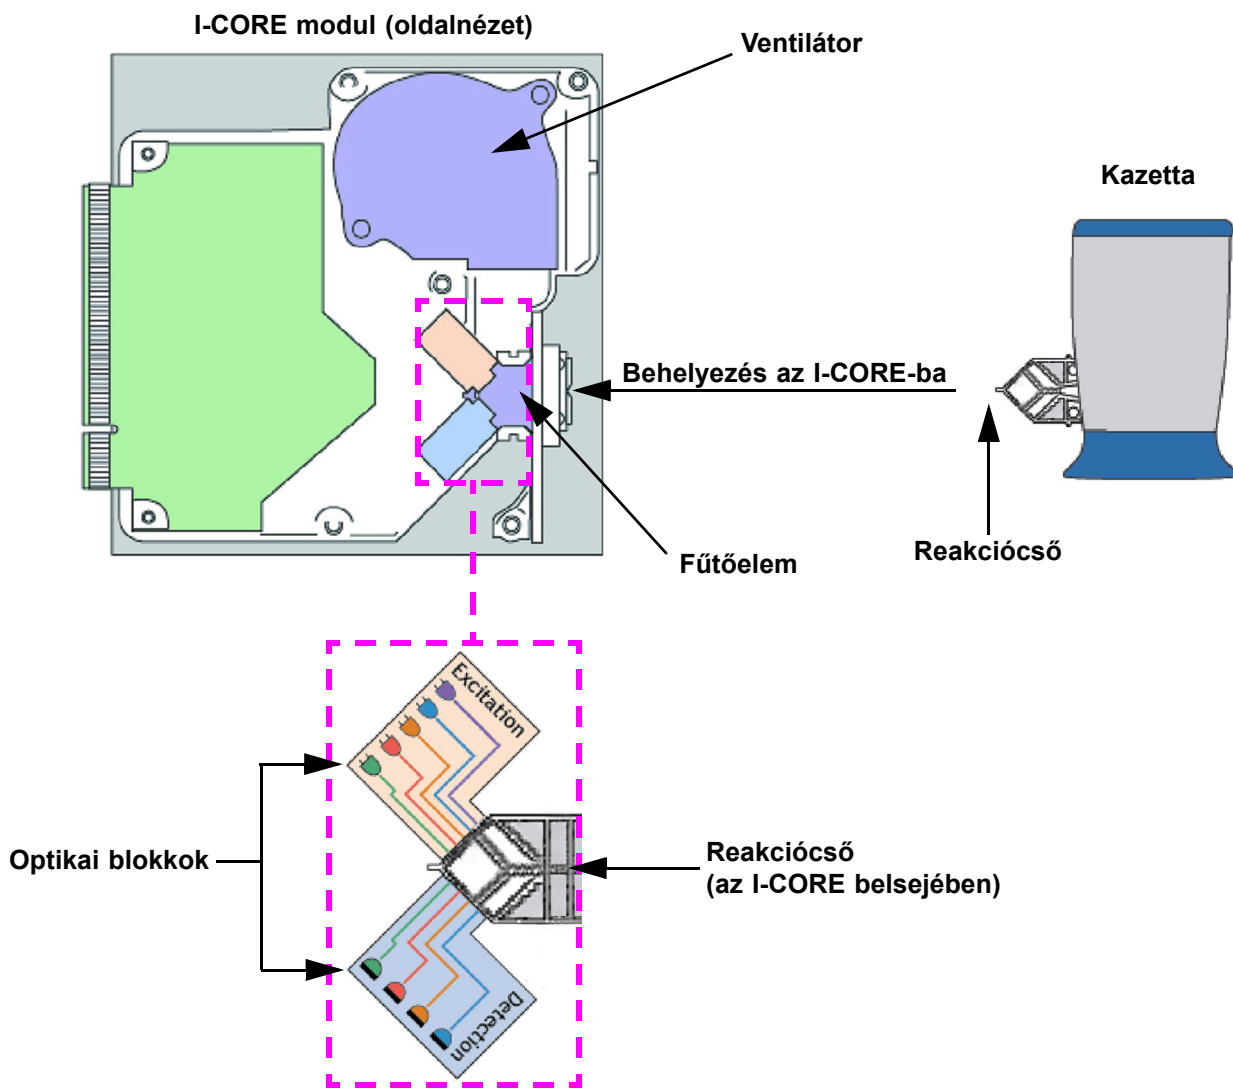 I-CORE modul (oldalnézet)
Ventilátor
Kazetta
Behelyezés az I-CORE-ba
Reakciócső
Fűtőelem
Excitation
Optikai blokkok
Reakciócső
(az I-CORE belsejében)
Detection